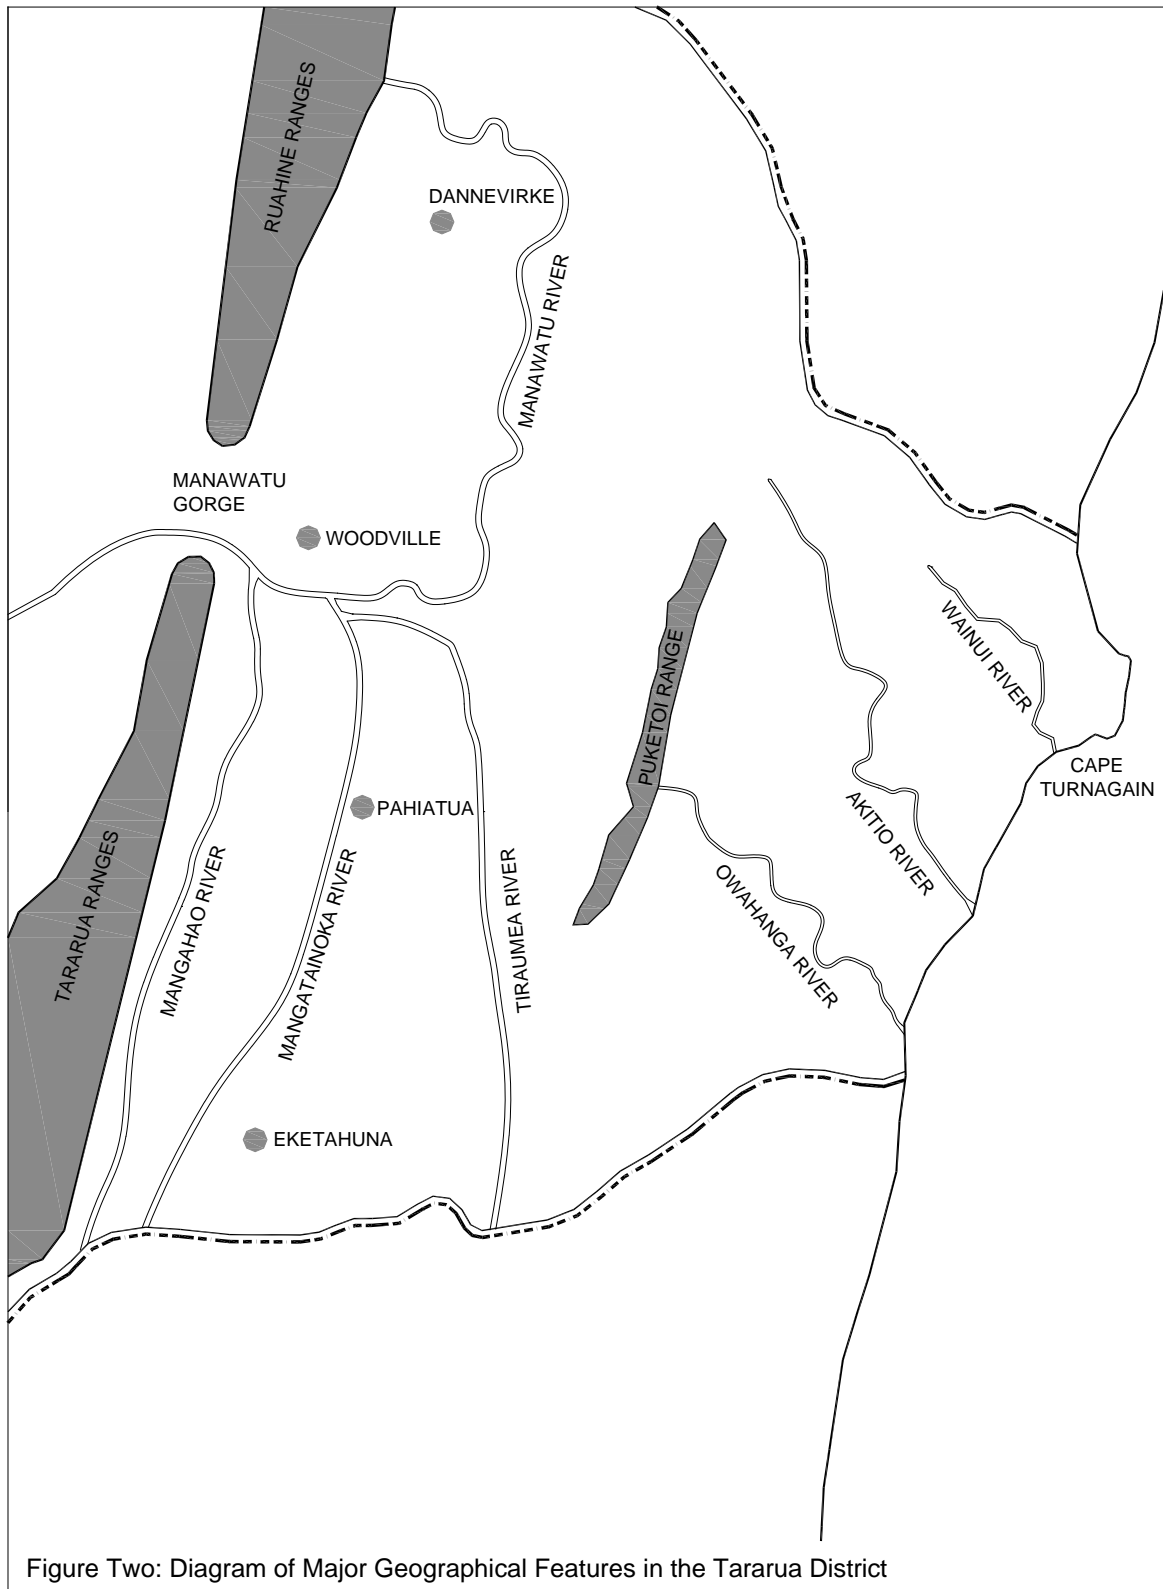 RUAHINE RANGES
DANNEVIRKE
MANAWATU RIVER
MANAWATU
GORGE
WOODVILLE
WAINUI RIVER
PUKETOI RANGE
CAPE
TURNAGAIN
PAHIATUA
AKITIO RIVER
TARARUA RANGES
MANGAHAO RIVER
MANGATAINOKA RIVER
TIRAUMEA RIVER
OWAHANGA RIVER
EKETAHUNA
Figure Two: Diagram of Major Geographical Features in the Tararua District